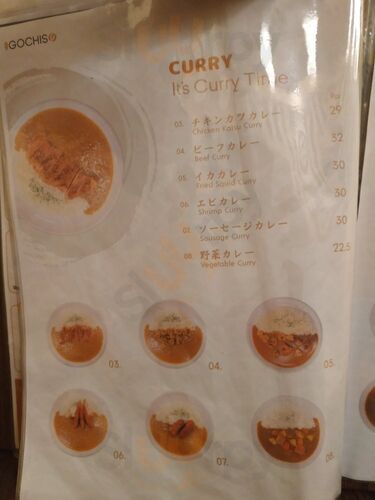 GOCHISO
CURRY
It's Curry Time
Rp
03. チキンカツカレー 29
Chicken Katsu Curry
04. ビーフカレー 32
Beef Curry
05. イカカレー 30
Fried Squid Curry
06. エビカレー 30
Shrimp Curry
07. ソーセージカレー 30
Sausage Curry
08. 野菜カレー 22.5
Vegetable Curry
03. 04. 05.
06. 07. 08.